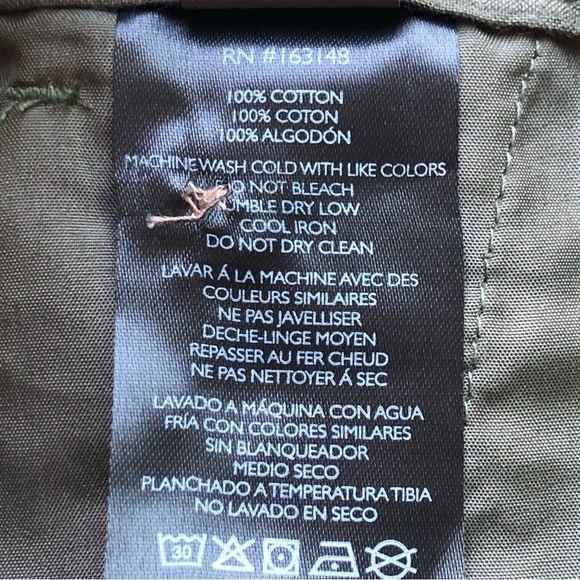 RN #163148
100% COTTON
100% COTON
100% ALGODÓN
MACHINE WASH COLD WITH LIKE COLORS
DO NOT BLEACH
TUMBLE DRY LOW
COOL IRON
DO NOT DRY CLEAN
LAVAR Á LA MACHINE AVEC DES
COULEURS SIMILAIRES
NE PAS JAVELLISER
DECHE-LINGE MOYEN
REPASSER AU FER CHEUD
NE PAS NETTOYER Á SEC
LAVADO A MÁQUINA CON AGUA
FRÍA CON COLORES SIMILARES
SIN BLANQUEADOR
MEDIO SECO
PLANCHADO A TEMPERATURA TIBIA
NO LAVADO EN SECO
30